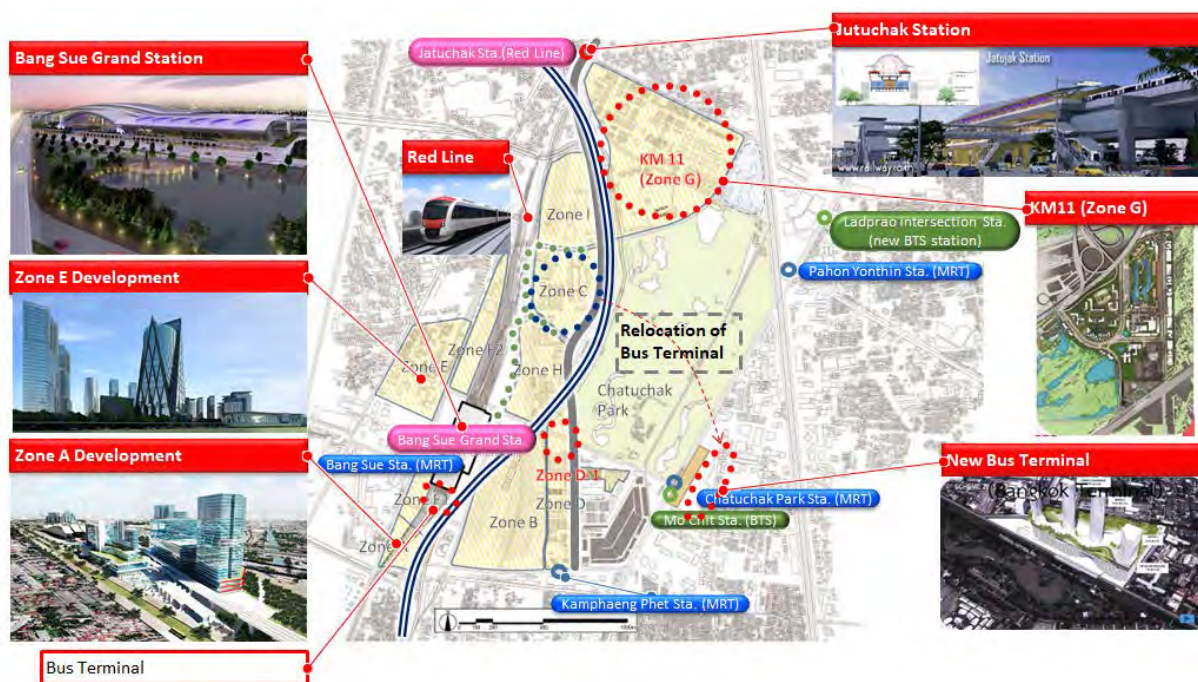 Bang Sue Grand Station
Jatuchak Sta.(Red Line)
Jutuchak Station
Jatujak Station
www.railway.co.th
Red Line
KM 11
(Zone G)
KM11 (Zone G)
Zone I
Ladprao Intersection Sta.
(new BTS station)
Pahon Yonthin Sta. (MRT)
Zone E Development
Zone C
Relocation of
Bus Terminal
Zone F2
Zone E
Zone H
Chatuchak
Park
Bang Sue Grand Sta.
Zone A Development
Bang Sue Sta. (MRT)
Zone D-1
New Bus Terminal
(Bangkok Terminal)
Chatuchak Park Sta. (MRT)
Mo Chit Sta. (BTS)
Zone F1
Zone B
Zone D
Zone A
Kamphaeng Phet Sta. (MRT)
Bus Terminal